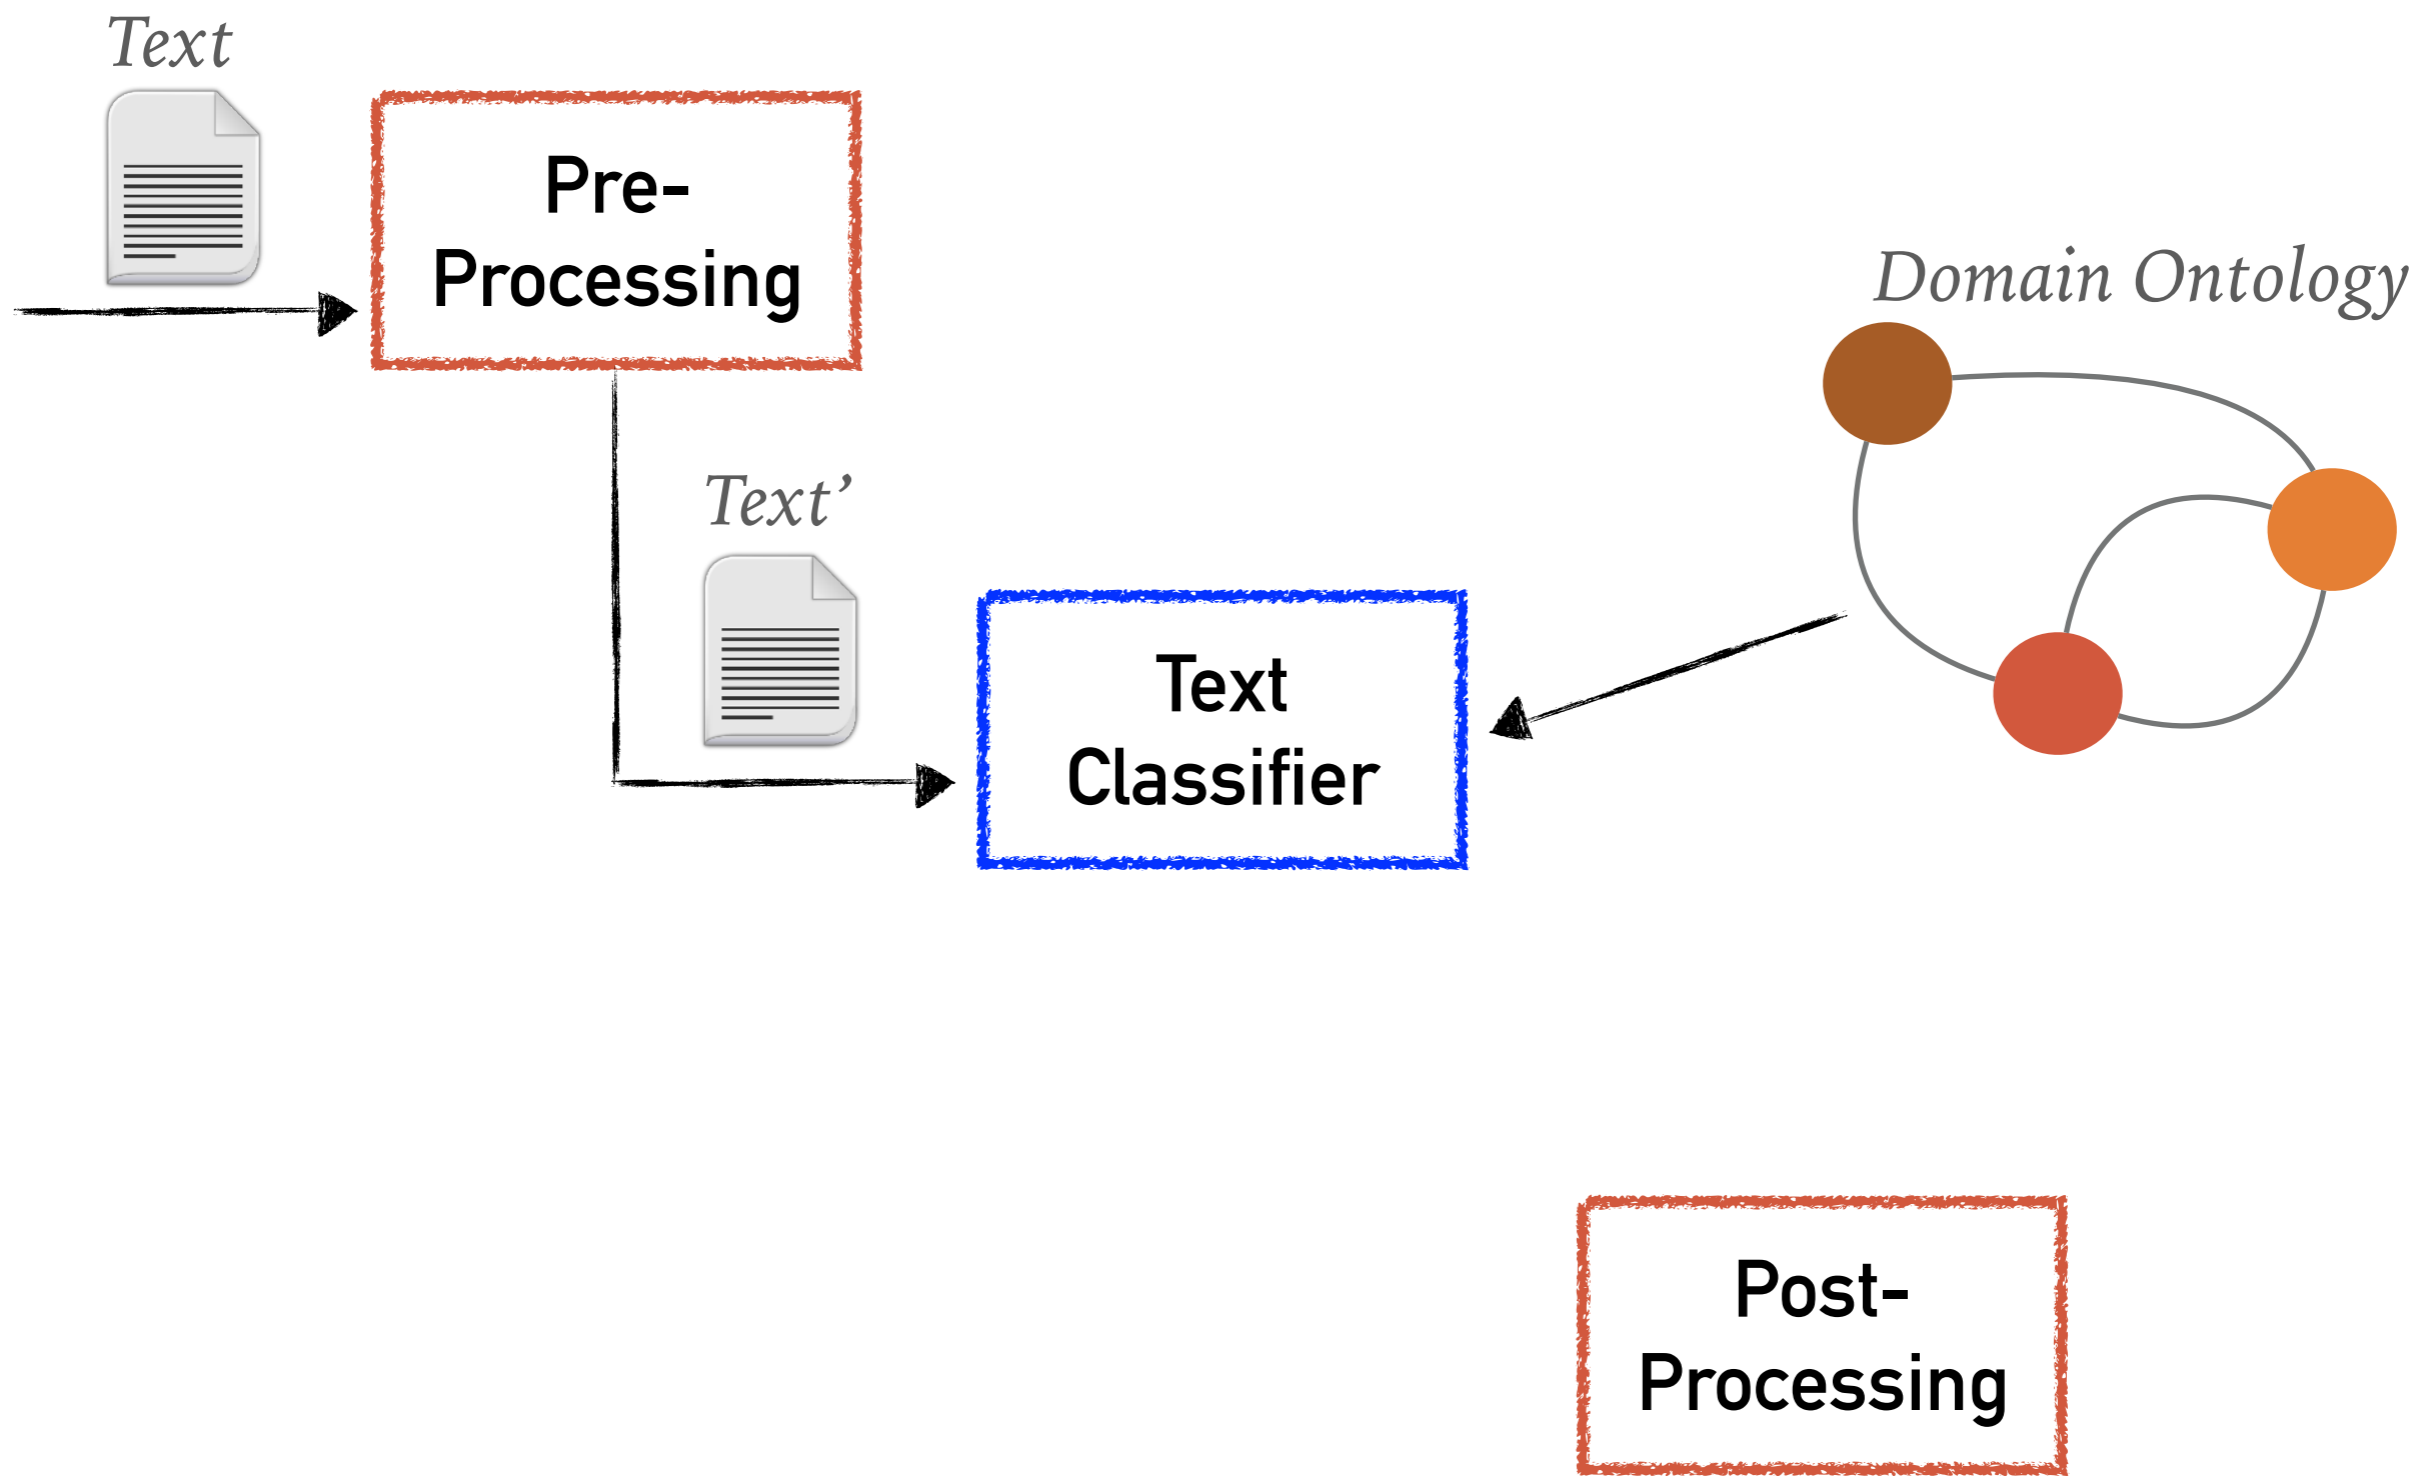 Text
Pre-
Processing
Domain Ontology
Text’
Text
Classifier
Post-
Processing